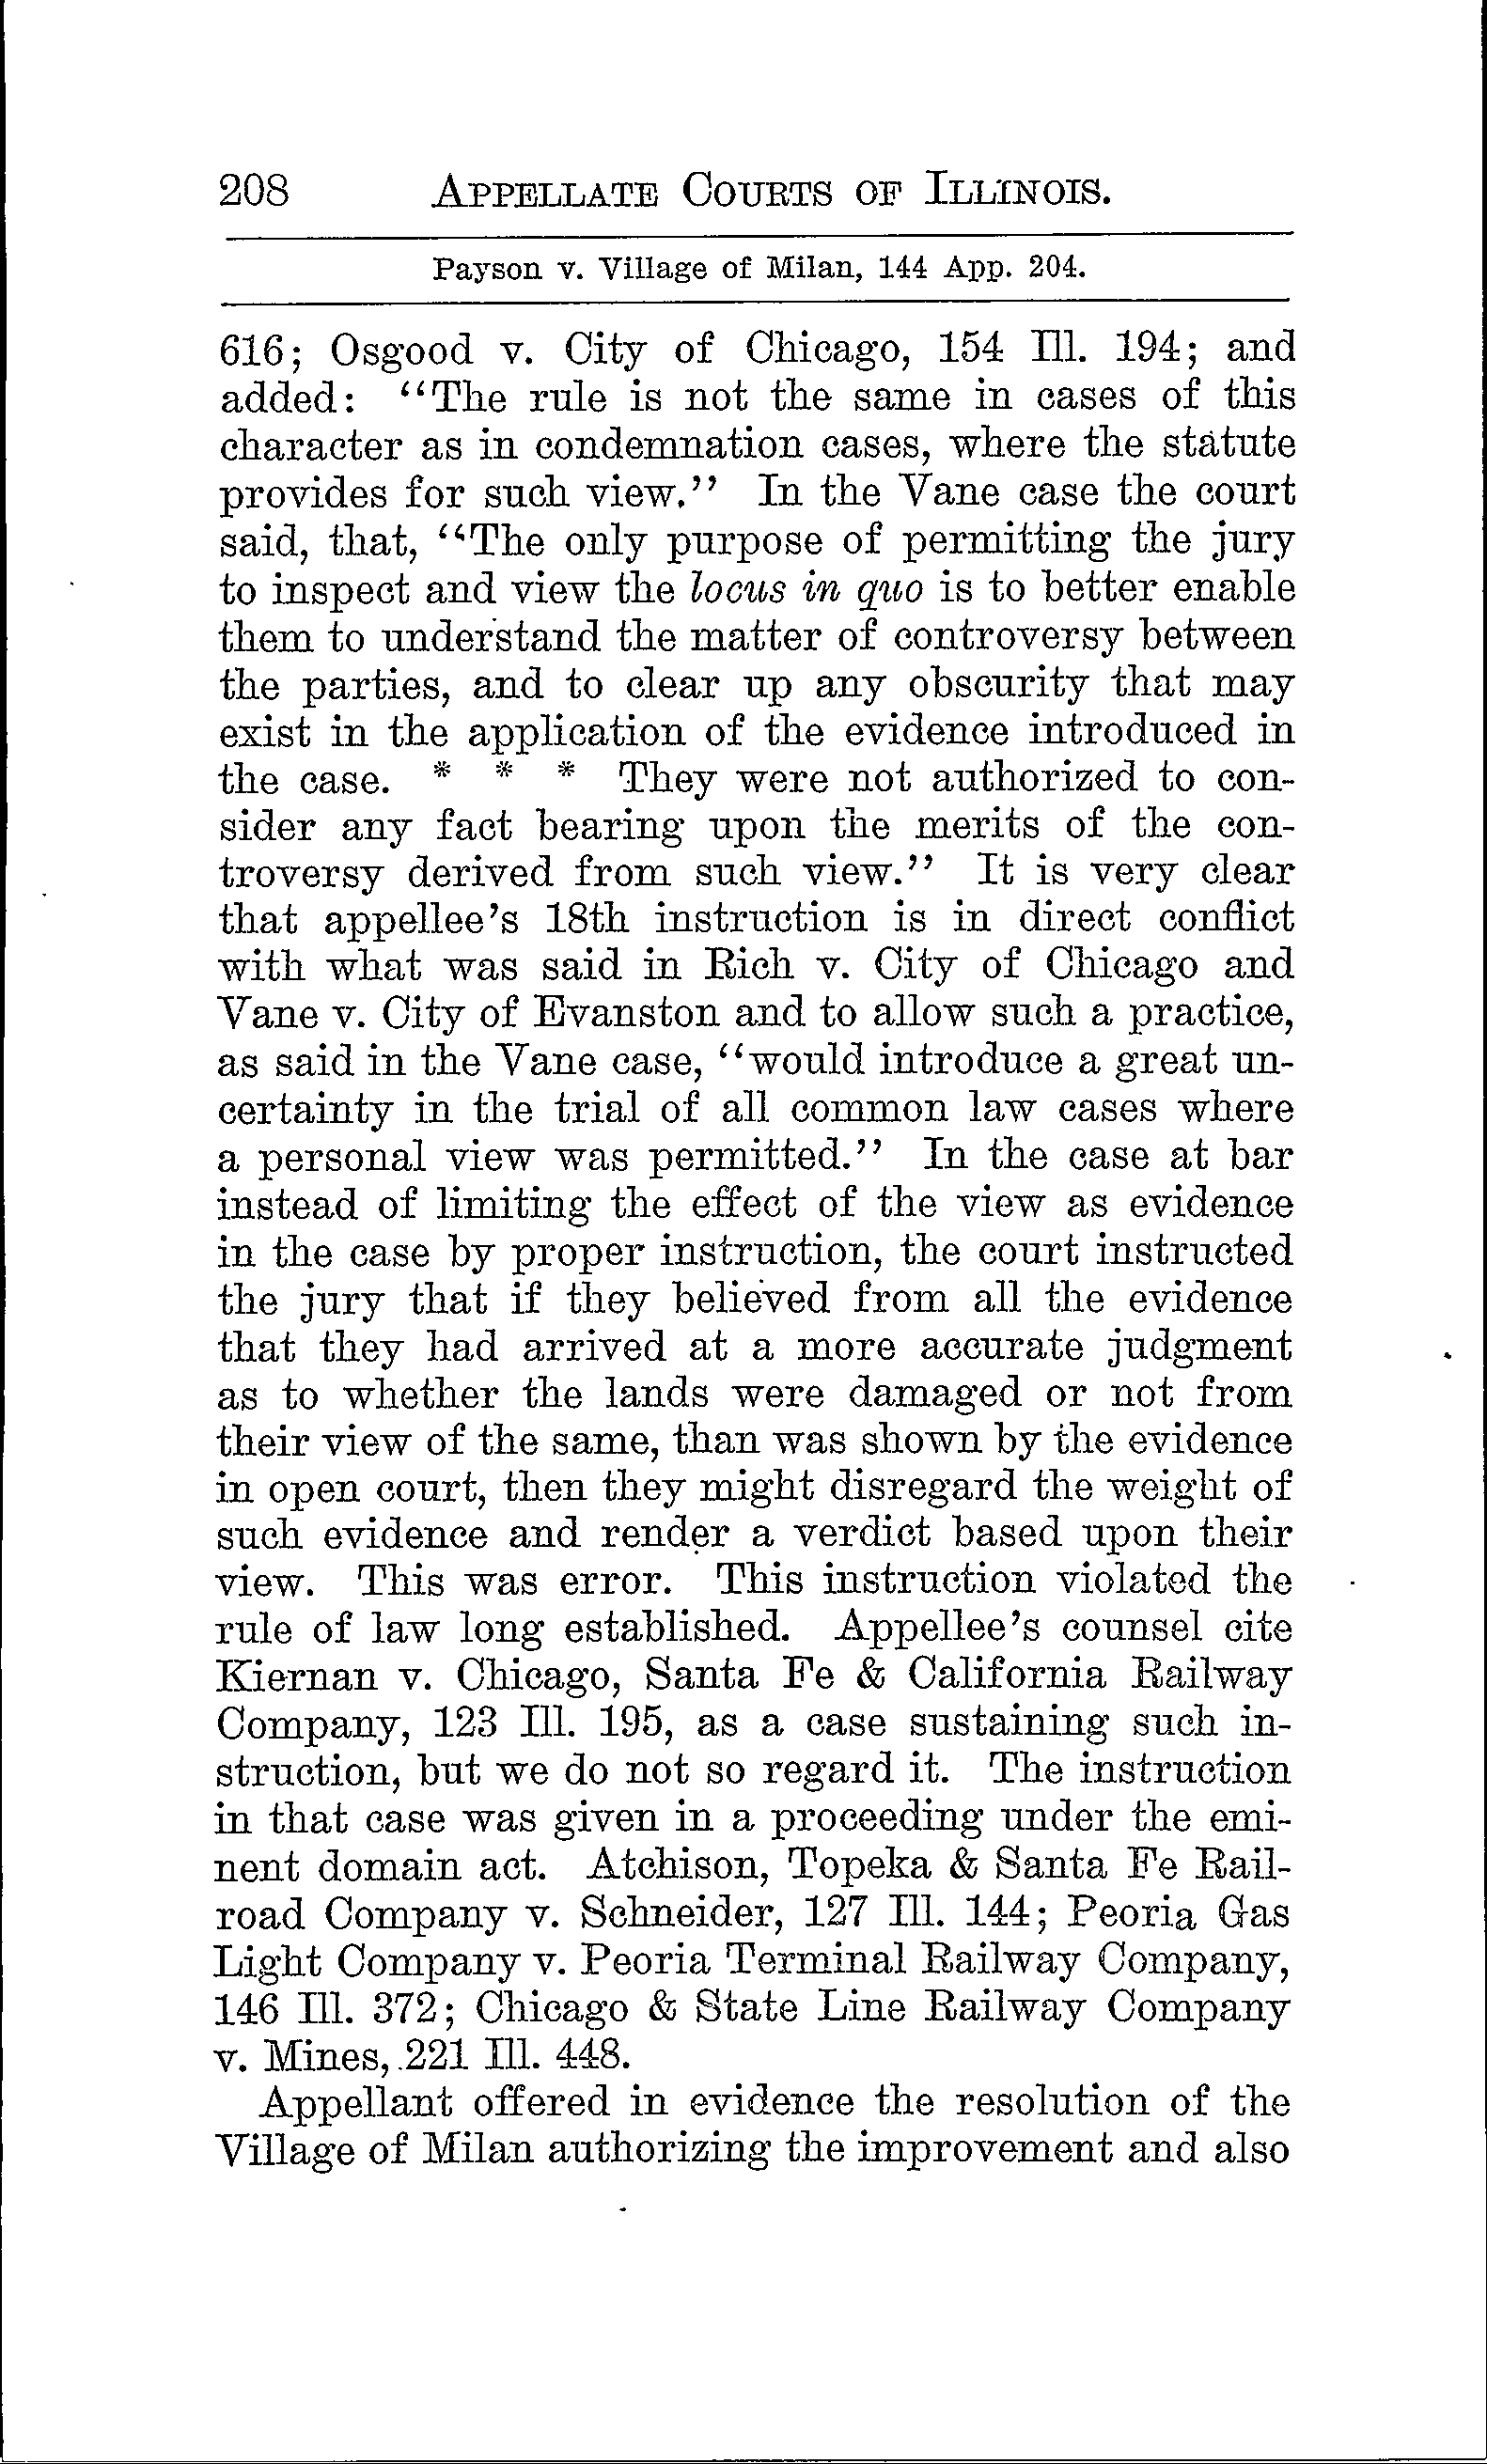 208 APPELLATE COURTS OF ILLINOIS.
Payson v. Village of Milan, 144 App. 204.
616; Osgood v. City of Chicago, 154 Ill. 194; and
added: “The rule is not the same in cases of this
character as in condemnation cases, where the statute
provides for such view.” In the Vane case the court
said, that, “The only purpose of permitting the jury
to inspect and view the locus in quo is to better enable
them to understand the matter of controversy between
the parties, and to clear up any obscurity that may
exist in the application of the evidence introduced in
the case. * * * They were not authorized to con-
sider any fact bearing upon the merits of the con-
troversy derived from such view.” It is very clear
that appellee’s 18th instruction is in direct conflict
with what was said in Rich v. City of Chicago and
Vane v. City of Evanston and to allow such a practice,
as said in the Vane case, “would introduce a great un-
certainty in the trial of all common law cases where
a personal view was permitted.” In the case at bar
instead of limiting the effect of the view as evidence
in the case by proper instruction, the court instructed
the jury that if they believed from all the evidence
that they had arrived at a more accurate judgment
as to whether the lands were damaged or not from
their view of the same, than was shown by the evidence
in open court, then they might disregard the weight of
such evidence and render a verdict based upon their
view. This was error. This instruction violated the
rule of law long established. Appellee’s counsel cite
Kiernan v. Chicago, Santa Fe & California Railway
Company, 123 Ill. 195, as a case sustaining such in-
struction, but we do not so regard it. The instruction
in that case was given in a proceeding under the emi-
nent domain act. Atchison, Topeka & Santa Fe Rail-
road Company v. Schneider, 127 Ill. 144; Peoria Gas
Light Company v. Peoria Terminal Railway Company,
146 Ill. 372; Chicago & State Line Railway Company
v. Mines, 221 Ill. 448.
Appellant offered in evidence the resolution of the
Village of Milan authorizing the improvement and also